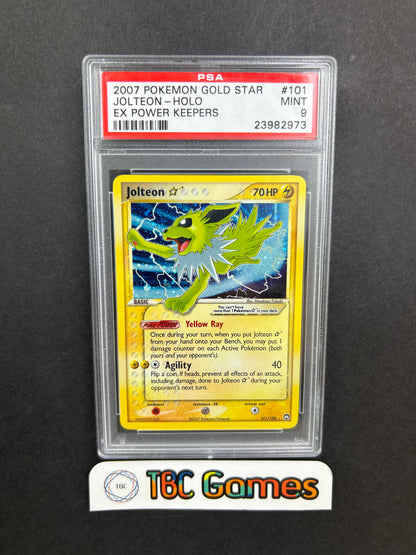 PSA
2007 POKEMON GOLD STAR #101
JOLTEON-HOLO MINT
EX POWER KEEPERS 9
23982973
Jolteon ☆ 70 HP
BASIC
You can't have
more than 1 Pokémon ☆ in your deck.
Poké-POWER Yellow Ray
Once during your turn, when you put Jolteon ☆
from your hand onto your Bench, you may put 1
damage counter on each Active Pokémon (both
yours and your opponent's).
Agility 40
Flip a coin. If heads, prevent all effects of an attack,
including damage, done to Jolteon ☆ during your
opponent's next turn.
weakness resistance -30 retreat cost
©2007 Pokémon/Nintendo 101/108
TBC
TBC Games